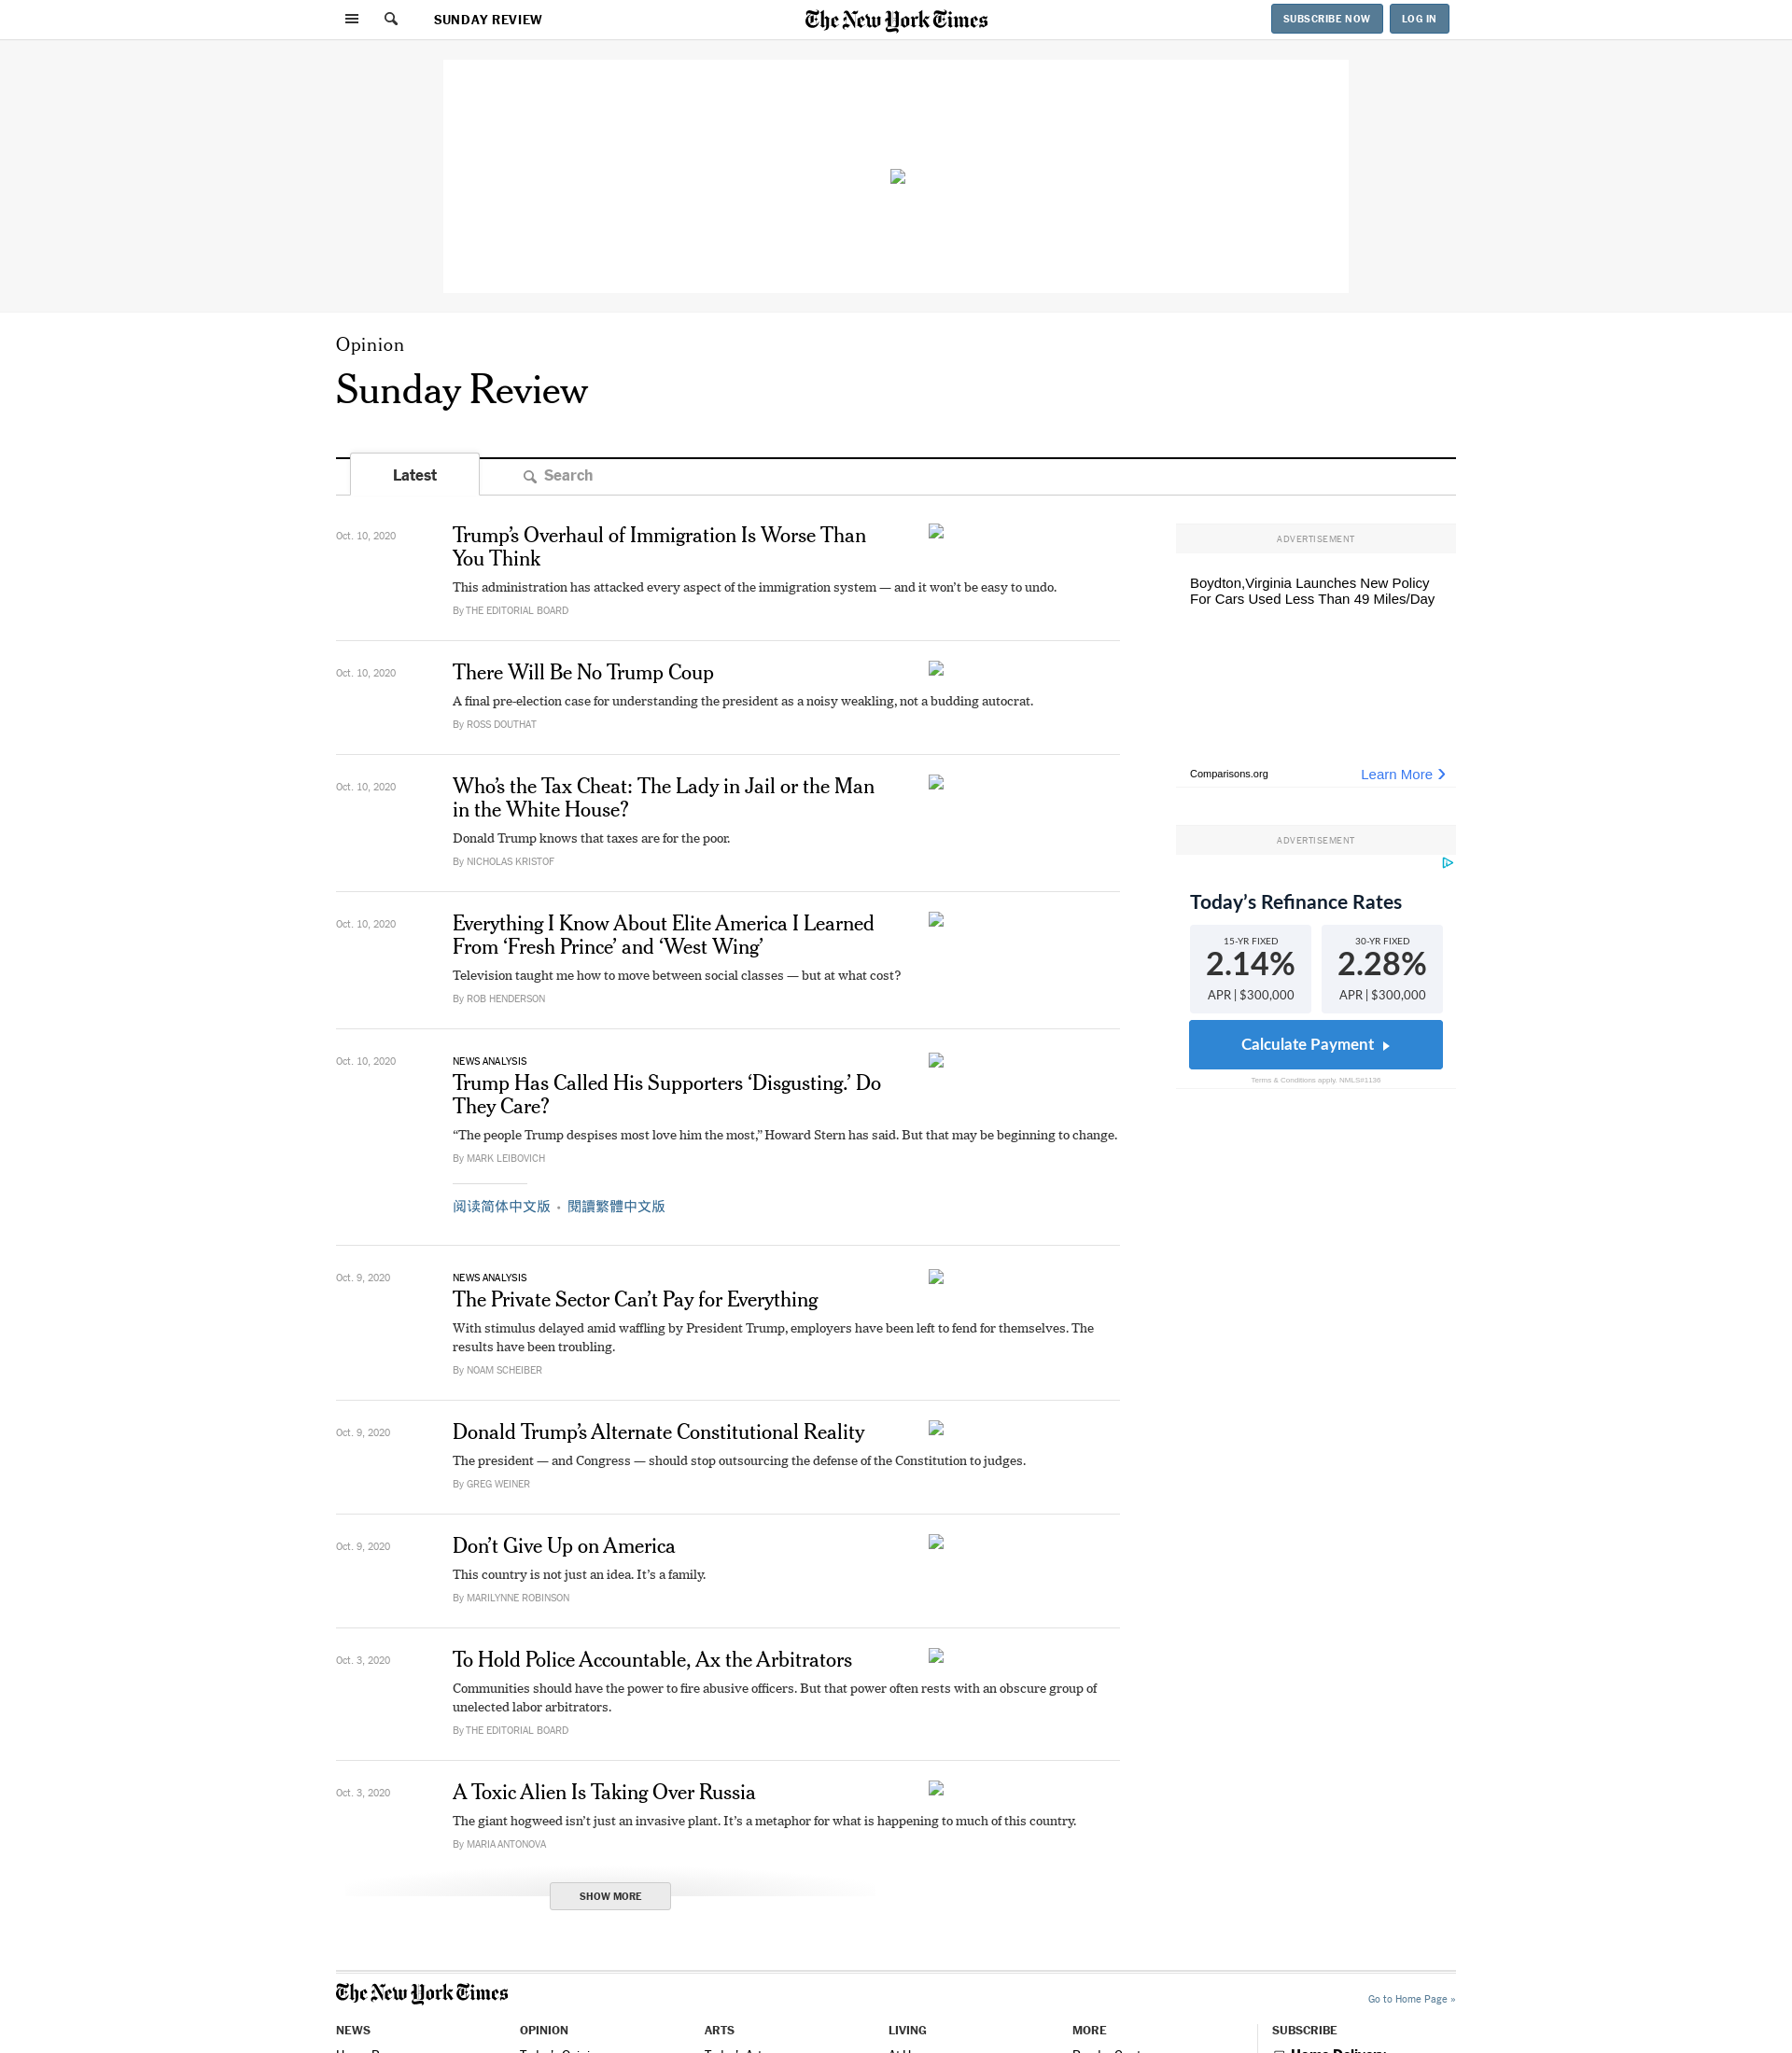 SUNDAY REVIEW
The New York Times
SUBSCRIBE NOW
LOG IN
Opinion
Sunday Review
Latest
Search
Oct. 10, 2020
Trump’s Overhaul of Immigration Is Worse Than
You Think
This administration has attacked every aspect of the immigration system — and it won’t be easy to undo.
By THE EDITORIAL BOARD
Oct. 10, 2020
There Will Be No Trump Coup
A final pre-election case for understanding the president as a noisy weakling, not a budding autocrat.
By ROSS DOUTHAT
Oct. 10, 2020
Who’s the Tax Cheat: The Lady in Jail or the Man
in the White House?
Donald Trump knows that taxes are for the poor.
By NICHOLAS KRISTOF
Oct. 10, 2020
Everything I Know About Elite America I Learned
From ‘Fresh Prince’ and ‘West Wing’
Television taught me how to move between social classes — but at what cost?
By ROB HENDERSON
Oct. 10, 2020
NEWS ANALYSIS
Trump Has Called His Supporters ‘Disgusting.’ Do
They Care?
“The people Trump despises most love him the most,” Howard Stern has said. But that may be beginning to change.
By MARK LEIBOVICH
阅读简体中文版 • 閱讀繁體中文版
Oct. 9, 2020
NEWS ANALYSIS
The Private Sector Can’t Pay for Everything
With stimulus delayed amid waffling by President Trump, employers have been left to fend for themselves. The
results have been troubling.
By NOAM SCHEIBER
Oct. 9, 2020
Donald Trump’s Alternate Constitutional Reality
The president — and Congress — should stop outsourcing the defense of the Constitution to judges.
By GREG WEINER
Oct. 9, 2020
Don’t Give Up on America
This country is not just an idea. It’s a family.
By MARILYNNE ROBINSON
Oct. 3, 2020
To Hold Police Accountable, Ax the Arbitrators
Communities should have the power to fire abusive officers. But that power often rests with an obscure group of
unelected labor arbitrators.
By THE EDITORIAL BOARD
Oct. 3, 2020
A Toxic Alien Is Taking Over Russia
The giant hogweed isn’t just an invasive plant. It’s a metaphor for what is happening to much of this country.
By MARIA ANTONOVA
SHOW MORE
ADVERTISEMENT
Boydton,Virginia Launches New Policy
For Cars Used Less Than 49 Miles/Day
Comparisons.org
Learn More
ADVERTISEMENT
Today’s Refinance Rates
15-YR FIXED
2.14%
APR | $300,000
30-YR FIXED
2.28%
APR | $300,000
Calculate Payment
Terms & Conditions apply. NMLS#1136
The New York Times
Go to Home Page »
NEWS
OPINION
ARTS
LIVING
MORE
SUBSCRIBE
Home Delivery